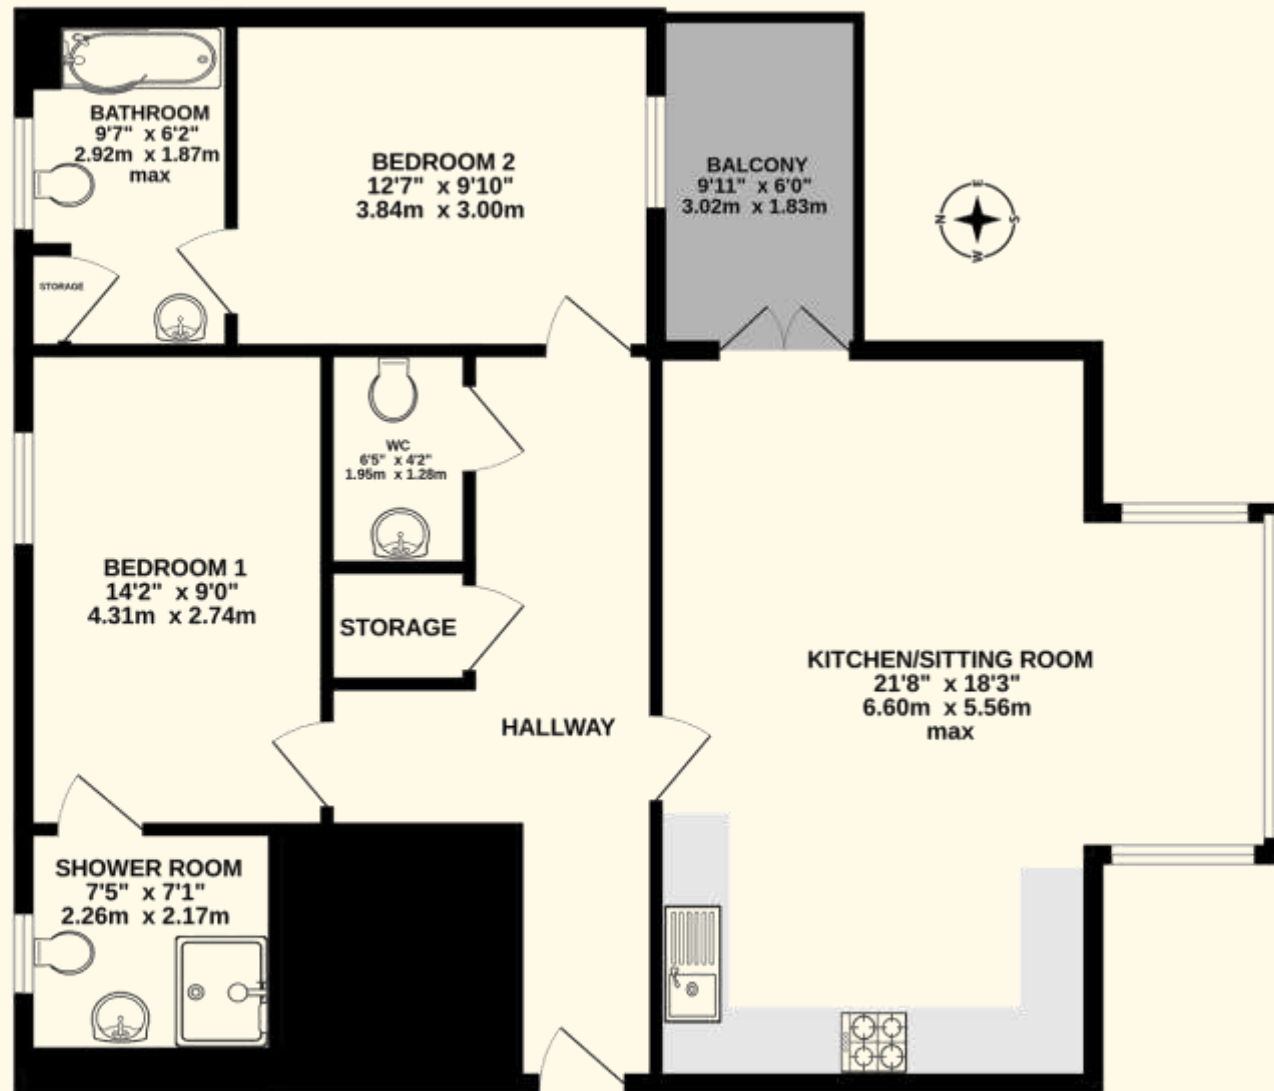 BATHROOM
9'7" x 6'2"
2.92m x 1.87m
max
BEDROOM 2
12'7" x 9'10"
3.84m x 3.00m
BALCONY
9'11" x 6'0"
3.02m x 1.83m
E
N
S
W
STORAGE
WC
6'5" x 4'2"
1.95m x 1.28m
BEDROOM 1
14'2" x 9'0"
4.31m x 2.74m
STORAGE
KITCHEN/SITTING ROOM
21'8" x 18'3"
6.60m x 5.56m
max
HALLWAY
SHOWER ROOM
7'5" x 7'1"
2.26m x 2.17m